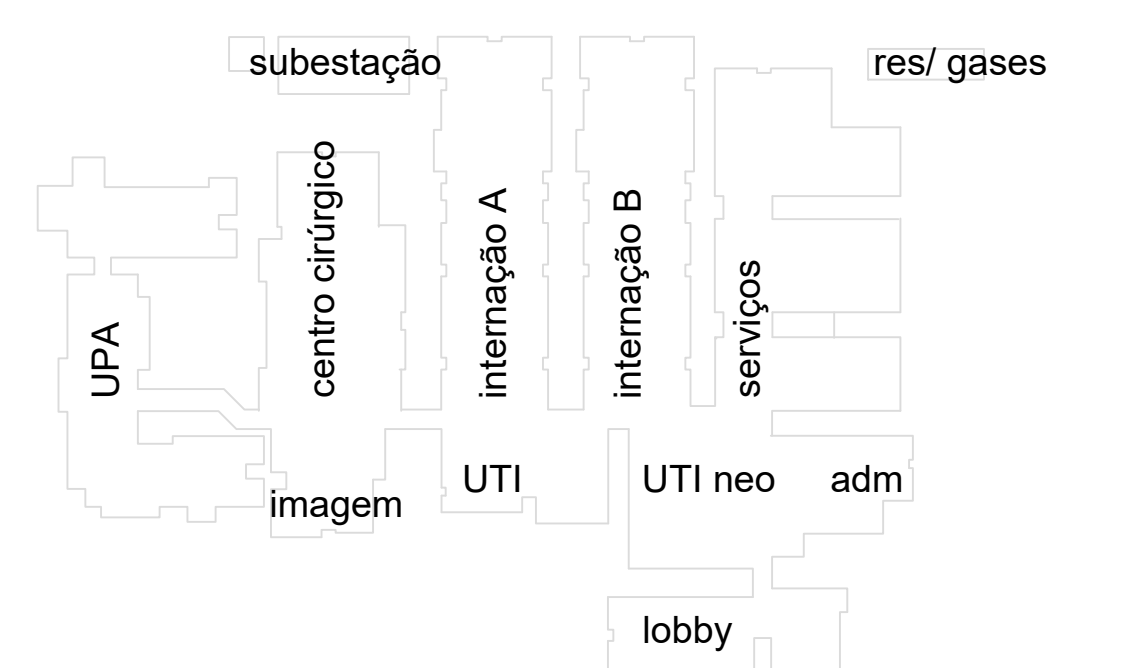 subestação
res/ gases
UPA
centro cirúrgico
internação A
internação B
serviços
imagem
UTI
UTI neo
adm
lobby